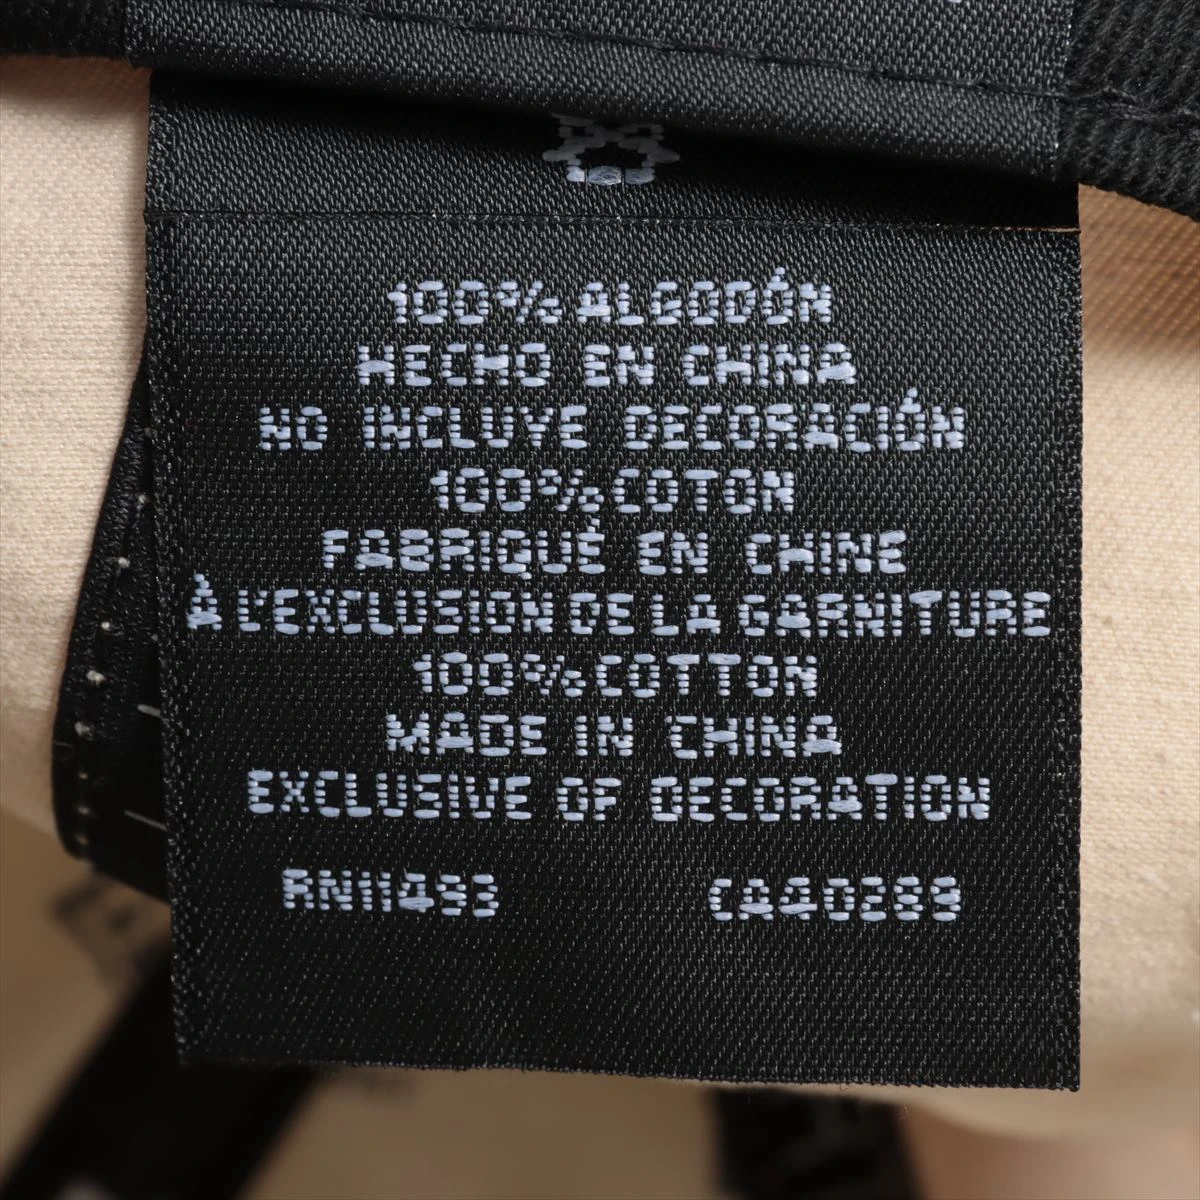 100% ALGODÓN
HECHO EN CHINA
NO INCLUYE DECORACIÓN
100% COTON
FABRIQUÉ EN CHINE
À L'EXCLUSION DE LA GARNITURE
100% COTTON
MADE IN CHINA
EXCLUSIVE OF DECORATION
RN11493 CA40289